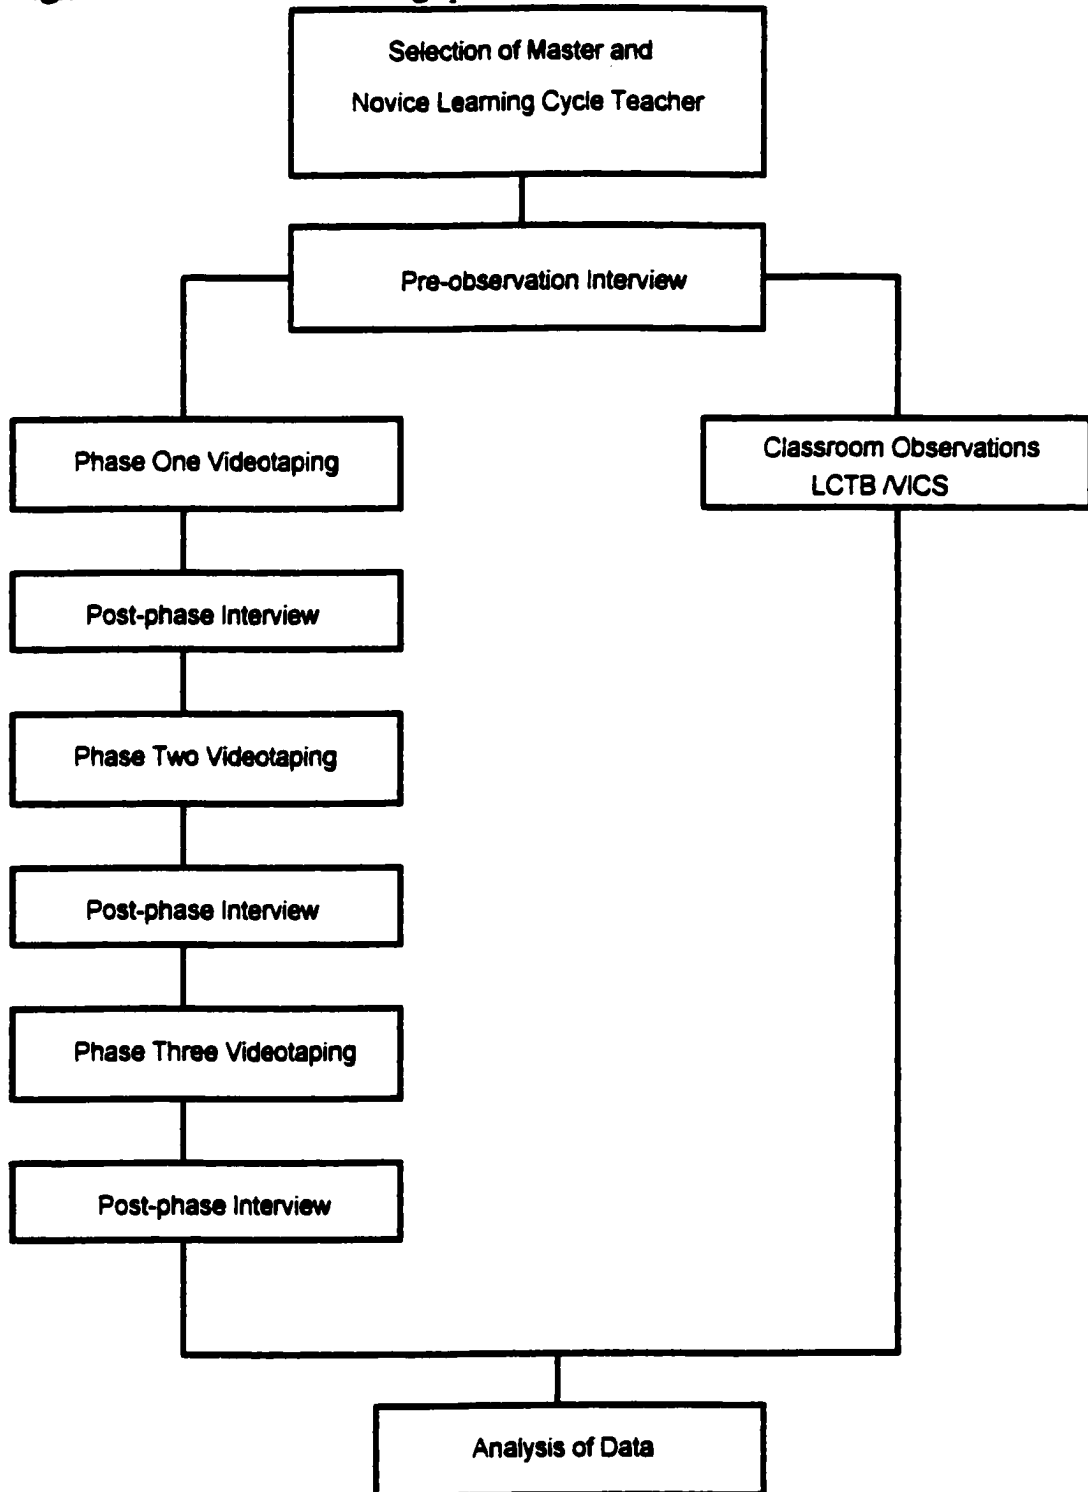 Selection of Master and
Novice Learning Cycle Teacher
Pre-observation Interview
Phase One Videotaping
Classroom Observations
LCTB /VICS
Post-phase Interview
Phase Two Videotaping
Post-phase Interview
Phase Three Videotaping
Post-phase Interview
Analysis of Data